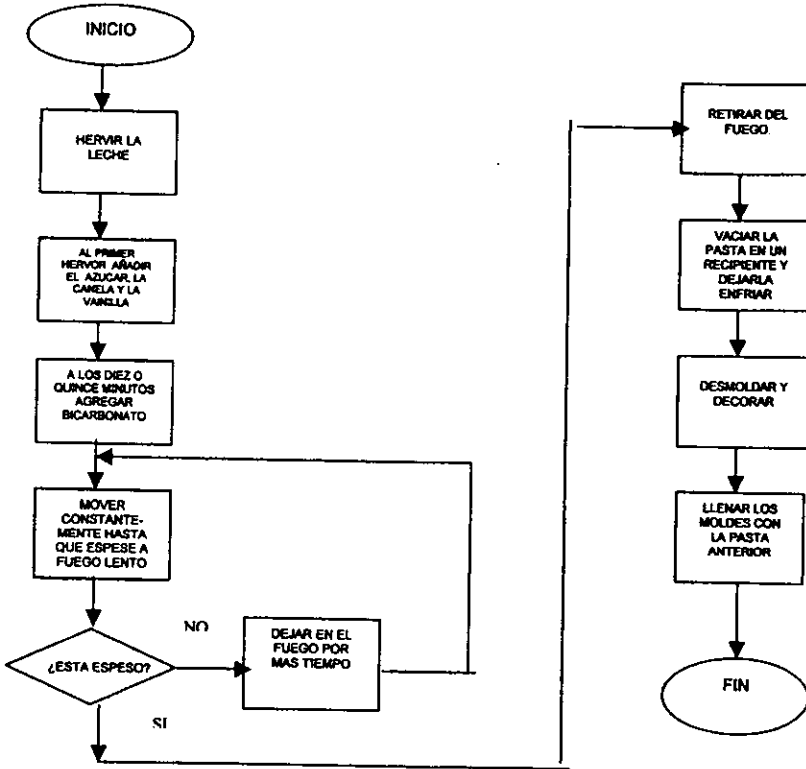 INICIO
HERVIR LA
LECHE
AL PRIMER
HERVOR AÑADIR
EL AZUCAR, LA
CANELA Y LA
VAINILLA
A LOS DIEZ O
QUINCE MINUTOS
AGREGAR
BICARBONATO
MOVER
CONSTANTE-
MENTE HASTA
QUE ESPESE A
FUEGO LENTO
¿ESTA ESPESO?
NO
DEJAR EN EL
FUEGO POR
MAS TIEMPO
SI
RETIRAR DEL
FUEGO.
VACIAR LA
PASTA EN UN
RECIPIENTE Y
DEJARLA
ENFRIAR
DESMOLDAR Y
DECORAR
LLENAR LOS
MOLDES CON
LA PASTA
ANTERIOR
FIN